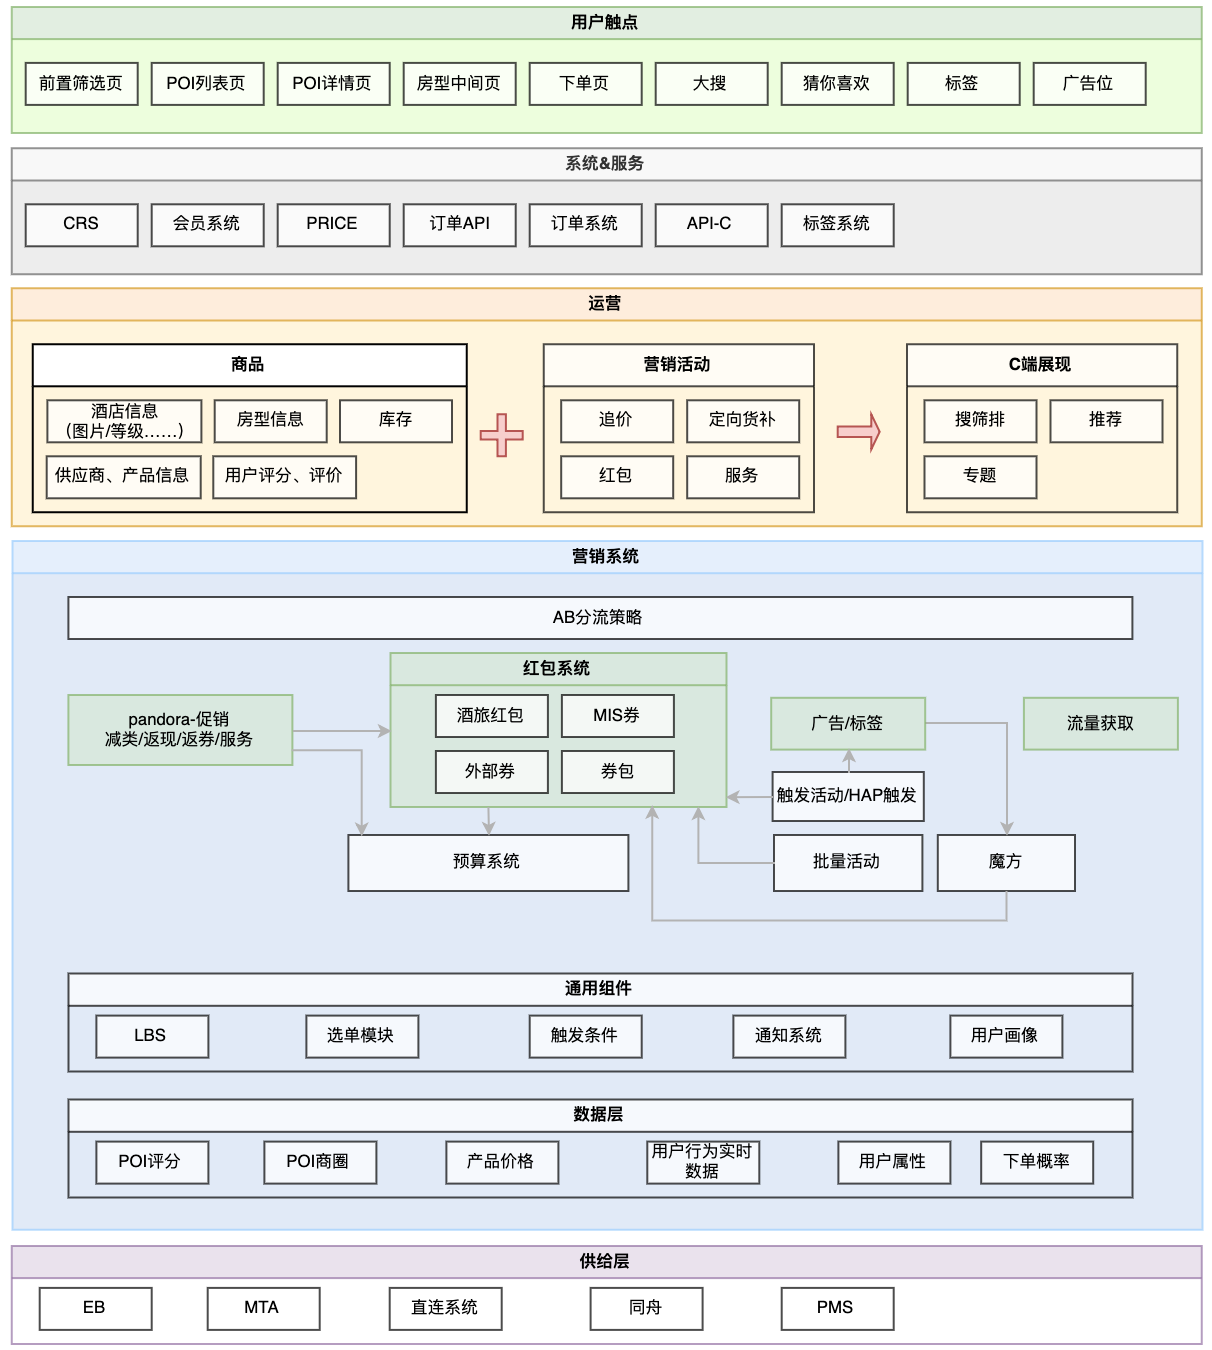 用户触点
前置筛选页
POI列表页
POI详情页
房型中间页
下单页
大搜
猜你喜欢
标签
广告位
系统&服务
CRS
会员系统
PRICE
订单API
订单系统
API-C
标签系统
运营
商品
酒店信息
（图片/等级……）
房型信息
库存
供应商、产品信息
用户评分、评价
营销活动
追价
定向货补
红包
服务
C端展现
搜筛排
推荐
专题
营销系统
AB分流策略
pandora-促销
减类/返现/返券/服务
红包系统
酒旅红包
MIS券
外部券
券包
广告/标签
流量获取
触发活动/HAP触发
预算系统
批量活动
魔方
通用组件
LBS
选单模块
触发条件
通知系统
用户画像
数据层
POI评分
POI商圈
产品价格
用户行为实时
数据
用户属性
下单概率
供给层
EB
MTA
直连系统
同舟
PMS